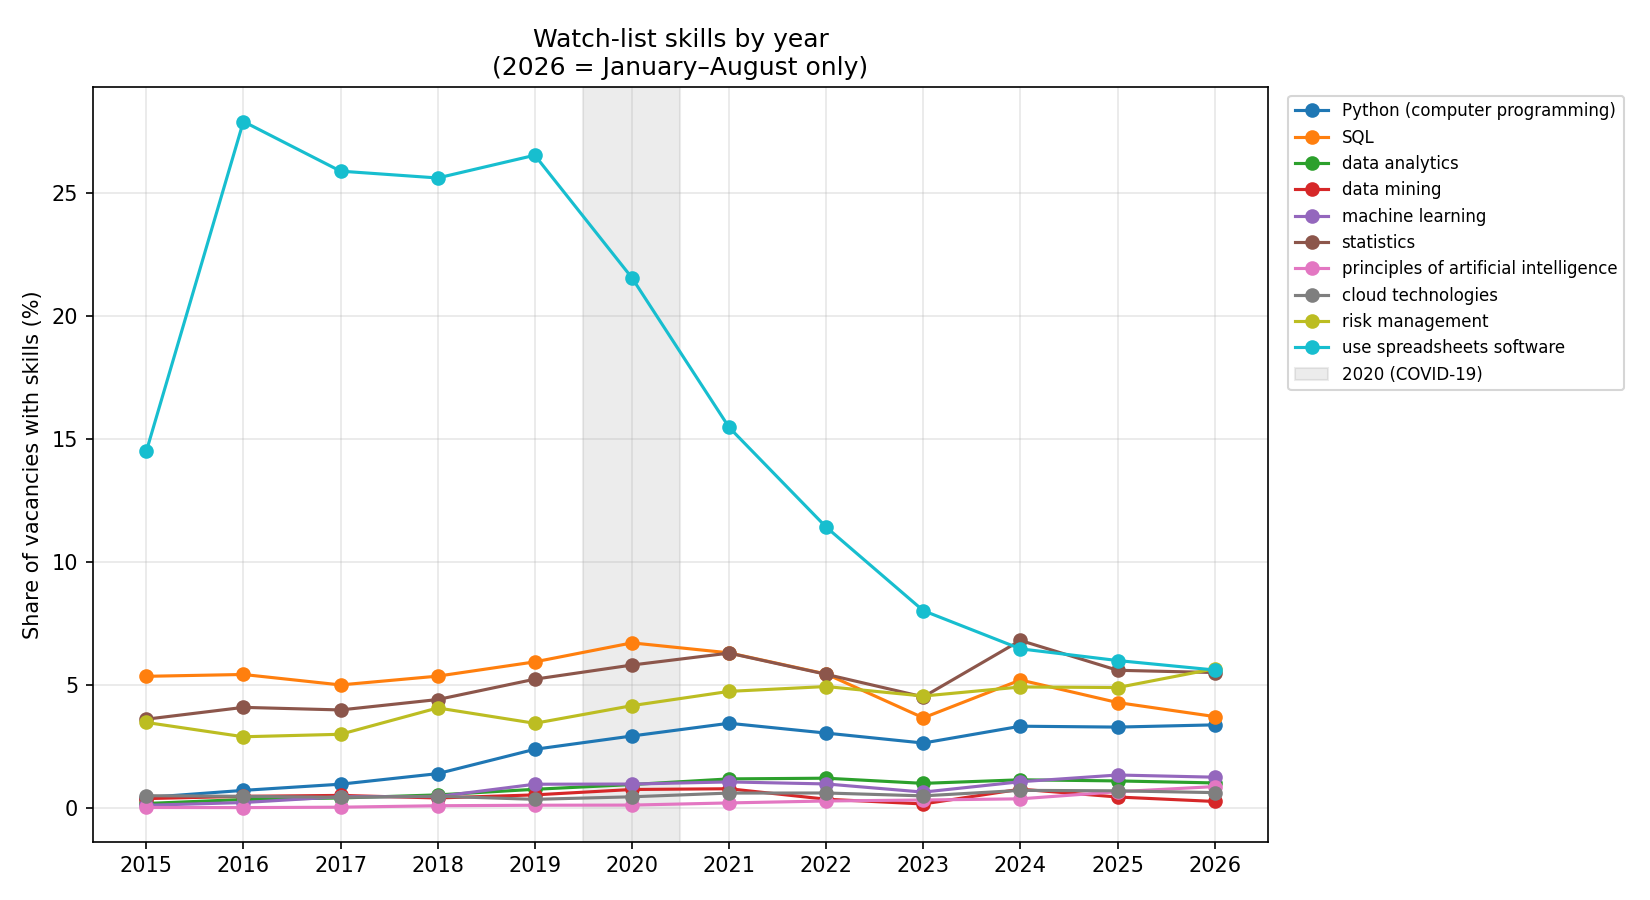 Watch-list skills by year
(2026 = January–August only)
Share of vacancies with skills (%)
25
20
15
10
5
0
2015 2016 2017 2018 2019 2020 2021 2022 2023 2024 2025 2026
Python (computer programming)
SQL
data analytics
data mining
machine learning
statistics
principles of artificial intelligence
cloud technologies
risk management
use spreadsheets software
2020 (COVID-19)